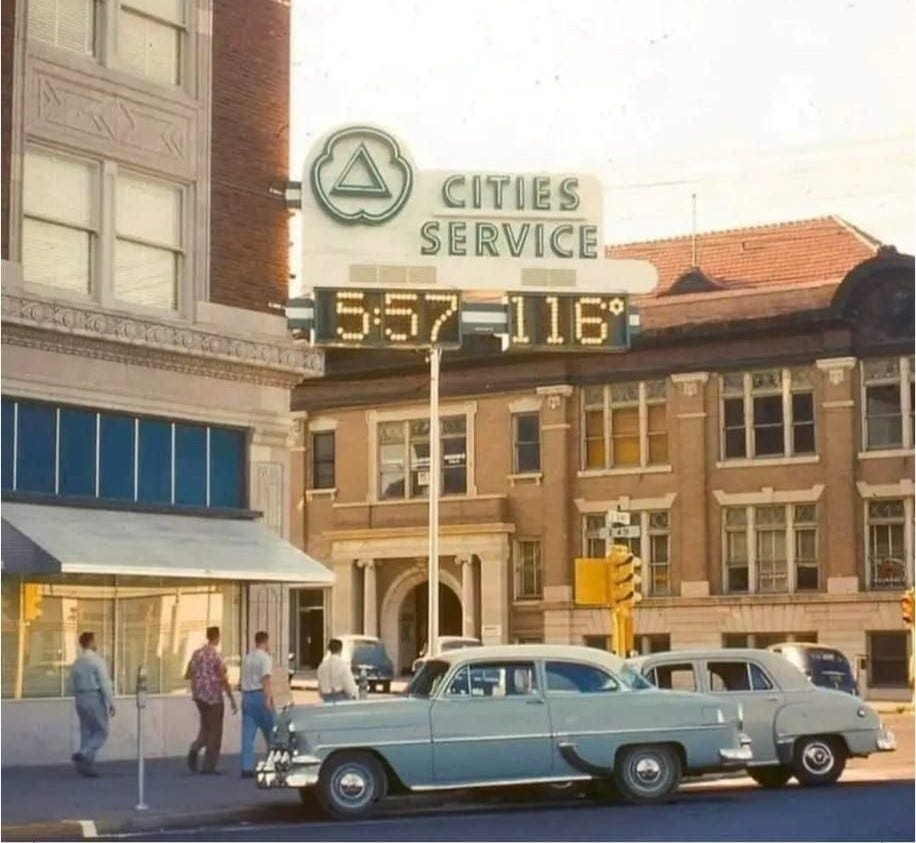 CITIES
SERVICE
5:57 116°